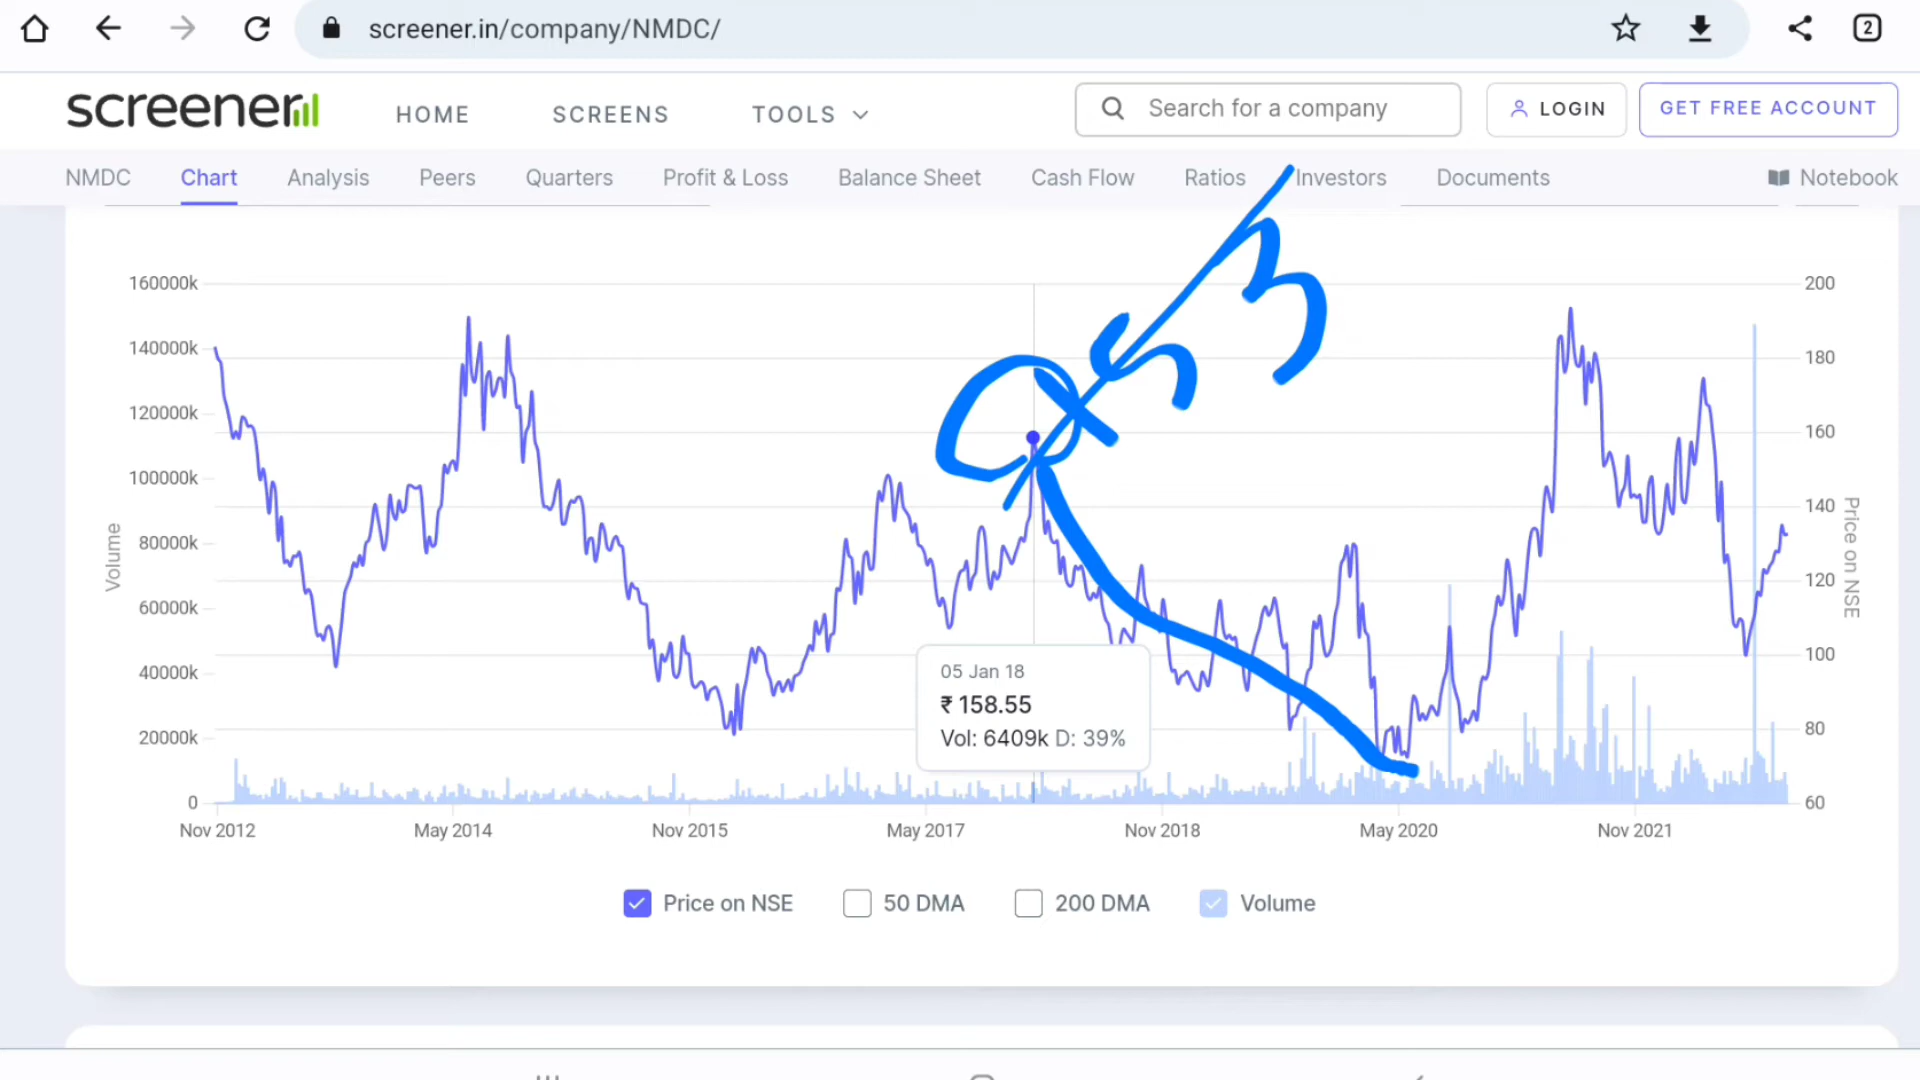 screener.in/company/NMDC/
2
screener
HOME SCREENS TOOLS
Search for a company
LOGIN
GET FREE ACCOUNT
NMDC Chart Analysis Peers Quarters Profit & Loss Balance Sheet Cash Flow Ratios Investors Documents Notebook
160000k
140000k
120000k
100000k
80000k
60000k
40000k
20000k
0
Volume
200
180
160
140
120
100
80
60
Price on NSE
53
05 Jan 18
₹ 158.55
Vol: 6409k D: 39%
Nov 2012 May 2014 Nov 2015 May 2017 Nov 2018 May 2020 Nov 2021
Price on NSE 50 DMA 200 DMA Volume